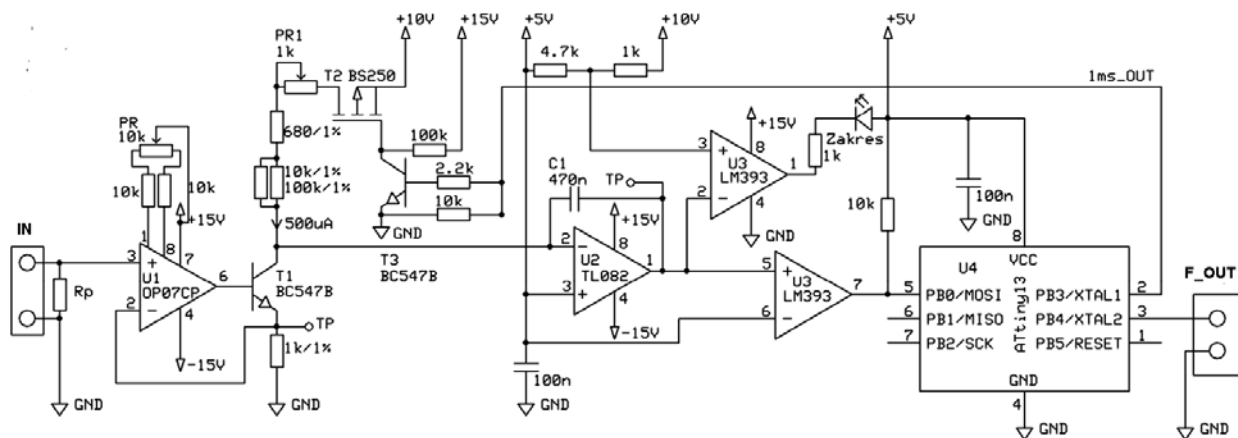 +10V
+15V
+5V
+10V
+5V
PR1
1k
T2 BS250
4.7k
1k
1ms_OUT
680/1%
100k
PR
10k
10k
10k
10k/1%
100k/1%
2.2k
10k
C1
470n
TP
+15V
3
8
U3
LM393
1
2
4
GND
Zakres
1k
100n
GND
10k
+15V
500uA
GND
IN
1
8
7
3
U1
OP07CP
6
2
4
Rp
-15V
T1
BC547B
TP
1k/1%
GND
GND
T3
BC547B
+15V
2
8
U2
TL082
1
3
4
-15V
100n
GND
5
U3
LM393
7
6
8
VCC
U4
ATtiny13
5
PB0/MOSI
PB3/XTAL1
2
6
PB1/MISO
PB4/XTAL2
3
7
PB2/SCK
PB5/RESET
1
GND
4
GND
F_OUT
GND